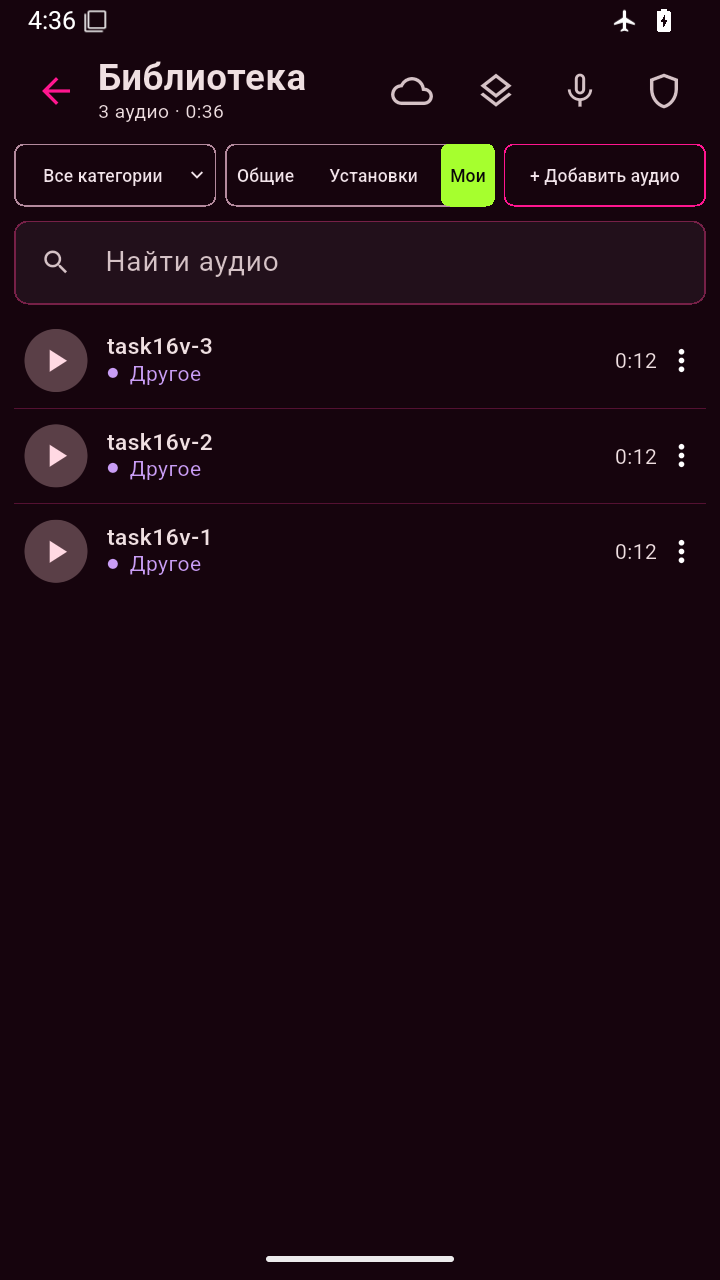 4:36
Библиотека
3 аудио · 0:36
Все категории
Общие Установки Мои
+ Добавить аудио
Найти аудио
task16v-3
Другое
0:12
task16v-2
Другое
0:12
task16v-1
Другое
0:12